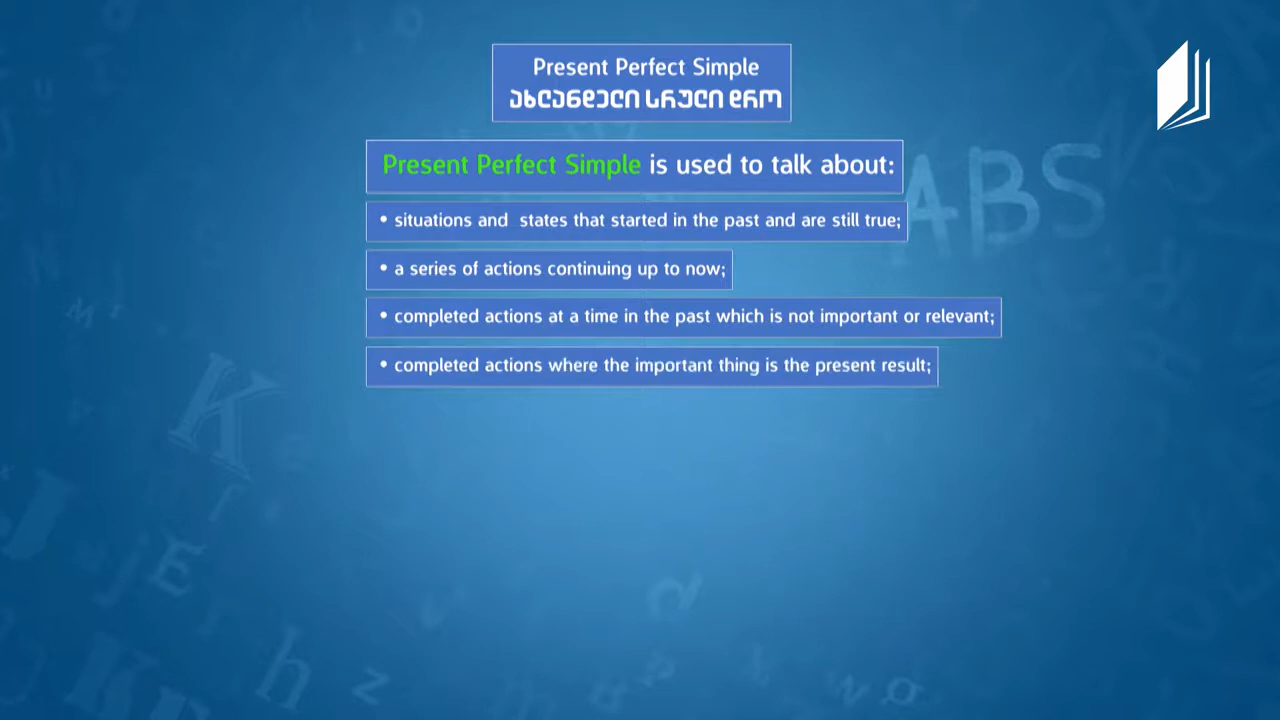 Present Perfect Simple
ახლანდელი სრული დრო
Present Perfect Simple is used to talk about:
• situations and  states that started in the past and are still true;
• a series of actions continuing up to now;
• completed actions at a time in the past which is not important or relevant;
• completed actions where the important thing is the present result;
ABS